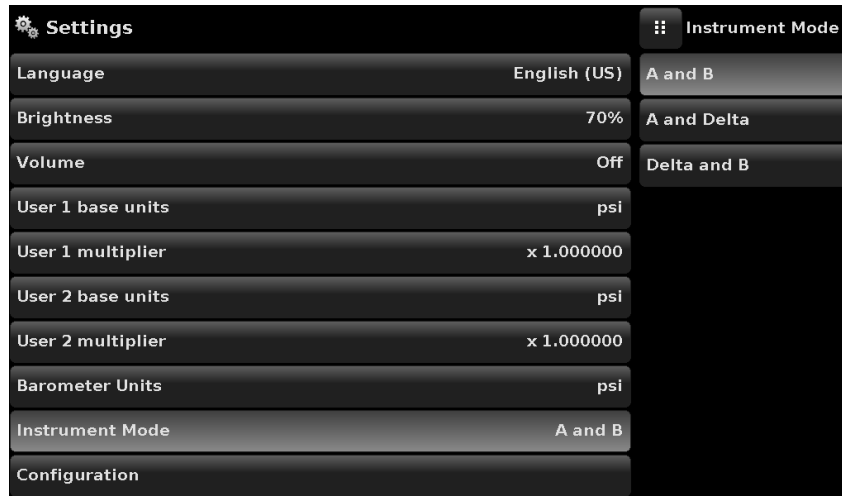 Settings
Language English (US)
Brightness 70%
Volume Off
User 1 base units psi
User 1 multiplier x 1.000000
User 2 base units psi
User 2 multiplier x 1.000000
Barometer Units psi
Instrument Mode A and B
Configuration
Instrument Mode
A and B
A and Delta
Delta and B